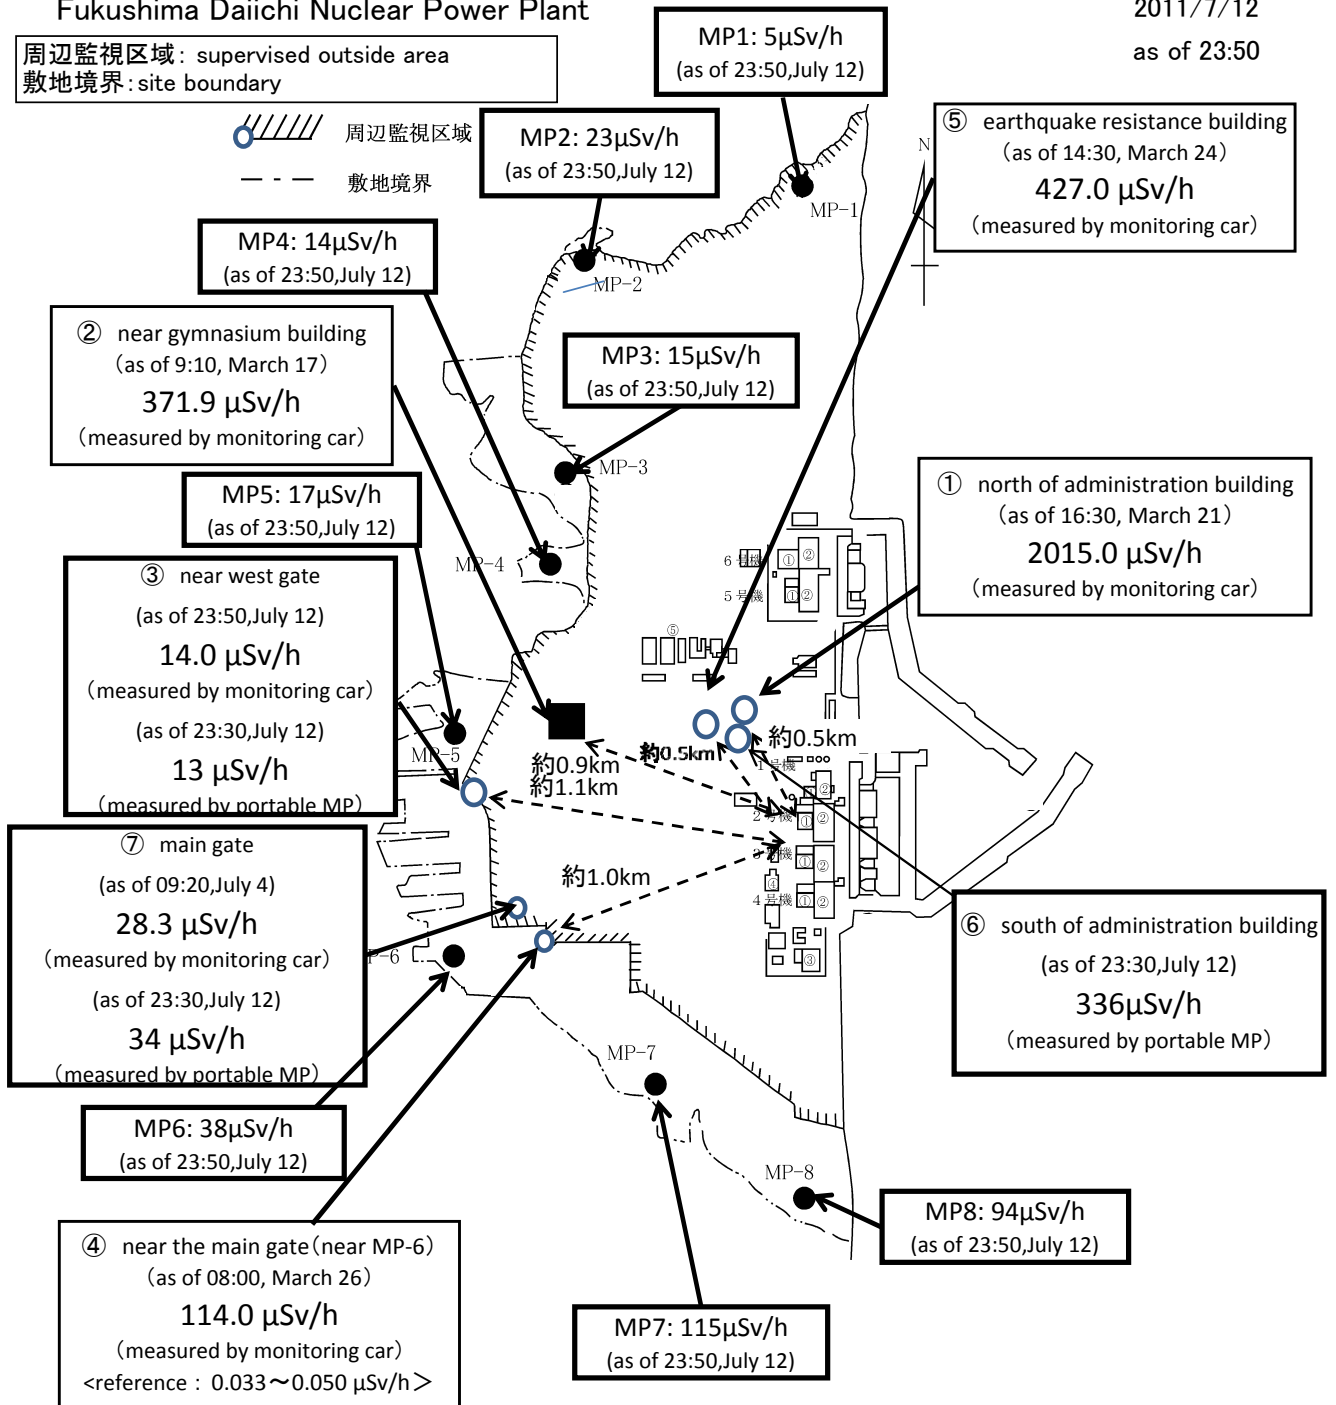 Fukushima Daiichi Nuclear Power Plant
2011/7/12
as of 23:50
周辺監視区域: supervised outside area
敷地境界:site boundary
周辺監視区域
敷地境界
MP1: 5μSv/h
(as of 23:50,July 12)
MP2: 23μSv/h
(as of 23:50,July 12)
⑤ earthquake resistance building
(as of 14:30, March 24)
427.0 μSv/h
(measured by monitoring car)
N
MP-1
MP4: 14μSv/h
(as of 23:50,July 12)
MP-2
② near gymnasium building
(as of 9:10, March 17)
371.9 μSv/h
(measured by monitoring car)
MP3: 15μSv/h
(as of 23:50,July 12)
MP-3
MP5: 17μSv/h
(as of 23:50,July 12)
① north of administration building
(as of 16:30, March 21)
2015.0 μSv/h
(measured by monitoring car)
MP-4
6号機
① ②
5号機
① ②
③ near west gate
(as of 23:50,July 12)
14.0 μSv/h
(measured by monitoring car)
(as of 23:30,July 12)
13 μSv/h
(measured by portable MP)
⑤
MP-5
約0.9km
約1.1km
約0.5km
約0.5km
1号機
②
2号機
① ②
3号機
① ②
④
4号機
① ②
③
約1.0km
⑦ main gate
(as of 09:20,July 4)
28.3 μSv/h
(measured by monitoring car)
(as of 23:30,July 12)
34 μSv/h
(measured by portable MP)
P-6
⑥ south of administration building
(as of 23:30,July 12)
336μSv/h
(measured by portable MP)
MP-7
MP6: 38μSv/h
(as of 23:50,July 12)
MP-8
MP8: 94μSv/h
(as of 23:50,July 12)
④ near the main gate(near MP-6)
(as of 08:00, March 26)
114.0 μSv/h
(measured by monitoring car)
<reference : 0.033～0.050 μSv/h>
MP7: 115μSv/h
(as of 23:50,July 12)